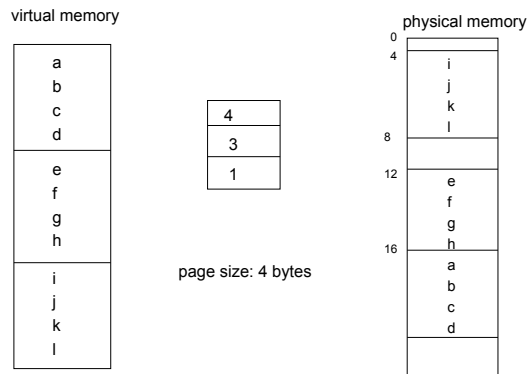 virtual memory
a
b
c
d
e
f
g
h
i
j
k
l
4
3
1
page size: 4 bytes
physical memory
0
4
i
j
k
l
8
12
e
f
g
h
16
a
b
c
d